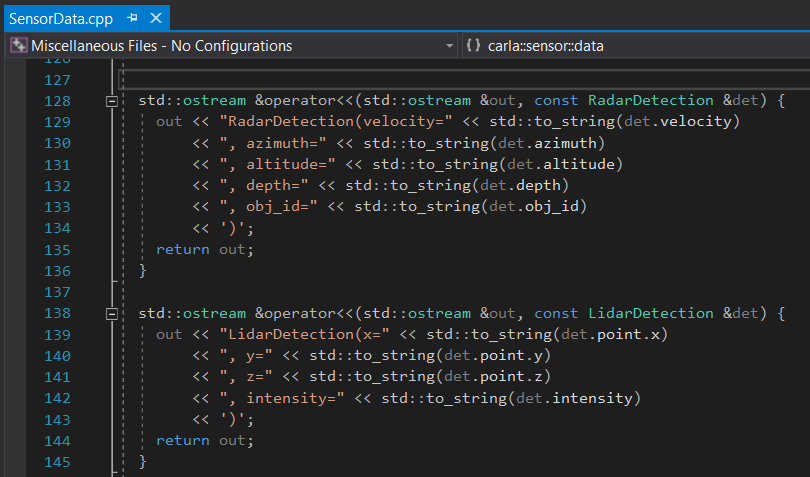 SensorData.cpp
Miscellaneous Files - No Configurations
{} carla::sensor::data
126
127
128 std::ostream &operator<<(std::ostream &out, const RadarDetection &det) {
129 out << "RadarDetection(velocity=" << std::to_string(det.velocity)
130 << ", azimuth=" << std::to_string(det.azimuth)
131 << ", altitude=" << std::to_string(det.altitude)
132 << ", depth=" << std::to_string(det.depth)
133 << ", obj_id=" << std::to_string(det.obj_id)
134 << ')';
135 return out;
136 }
137
138 std::ostream &operator<<(std::ostream &out, const LidarDetection &det) {
139 out << "LidarDetection(x=" << std::to_string(det.point.x)
140 << ", y=" << std::to_string(det.point.y)
141 << ", z=" << std::to_string(det.point.z)
142 << ", intensity=" << std::to_string(det.intensity)
143 << ')';
144 return out;
145 }